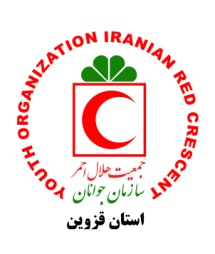 YOUTH ORGANIZATION IRANIAN RED CRESCENT
جمعیت هلال احمر
سازمان جوانان
استان قزوین